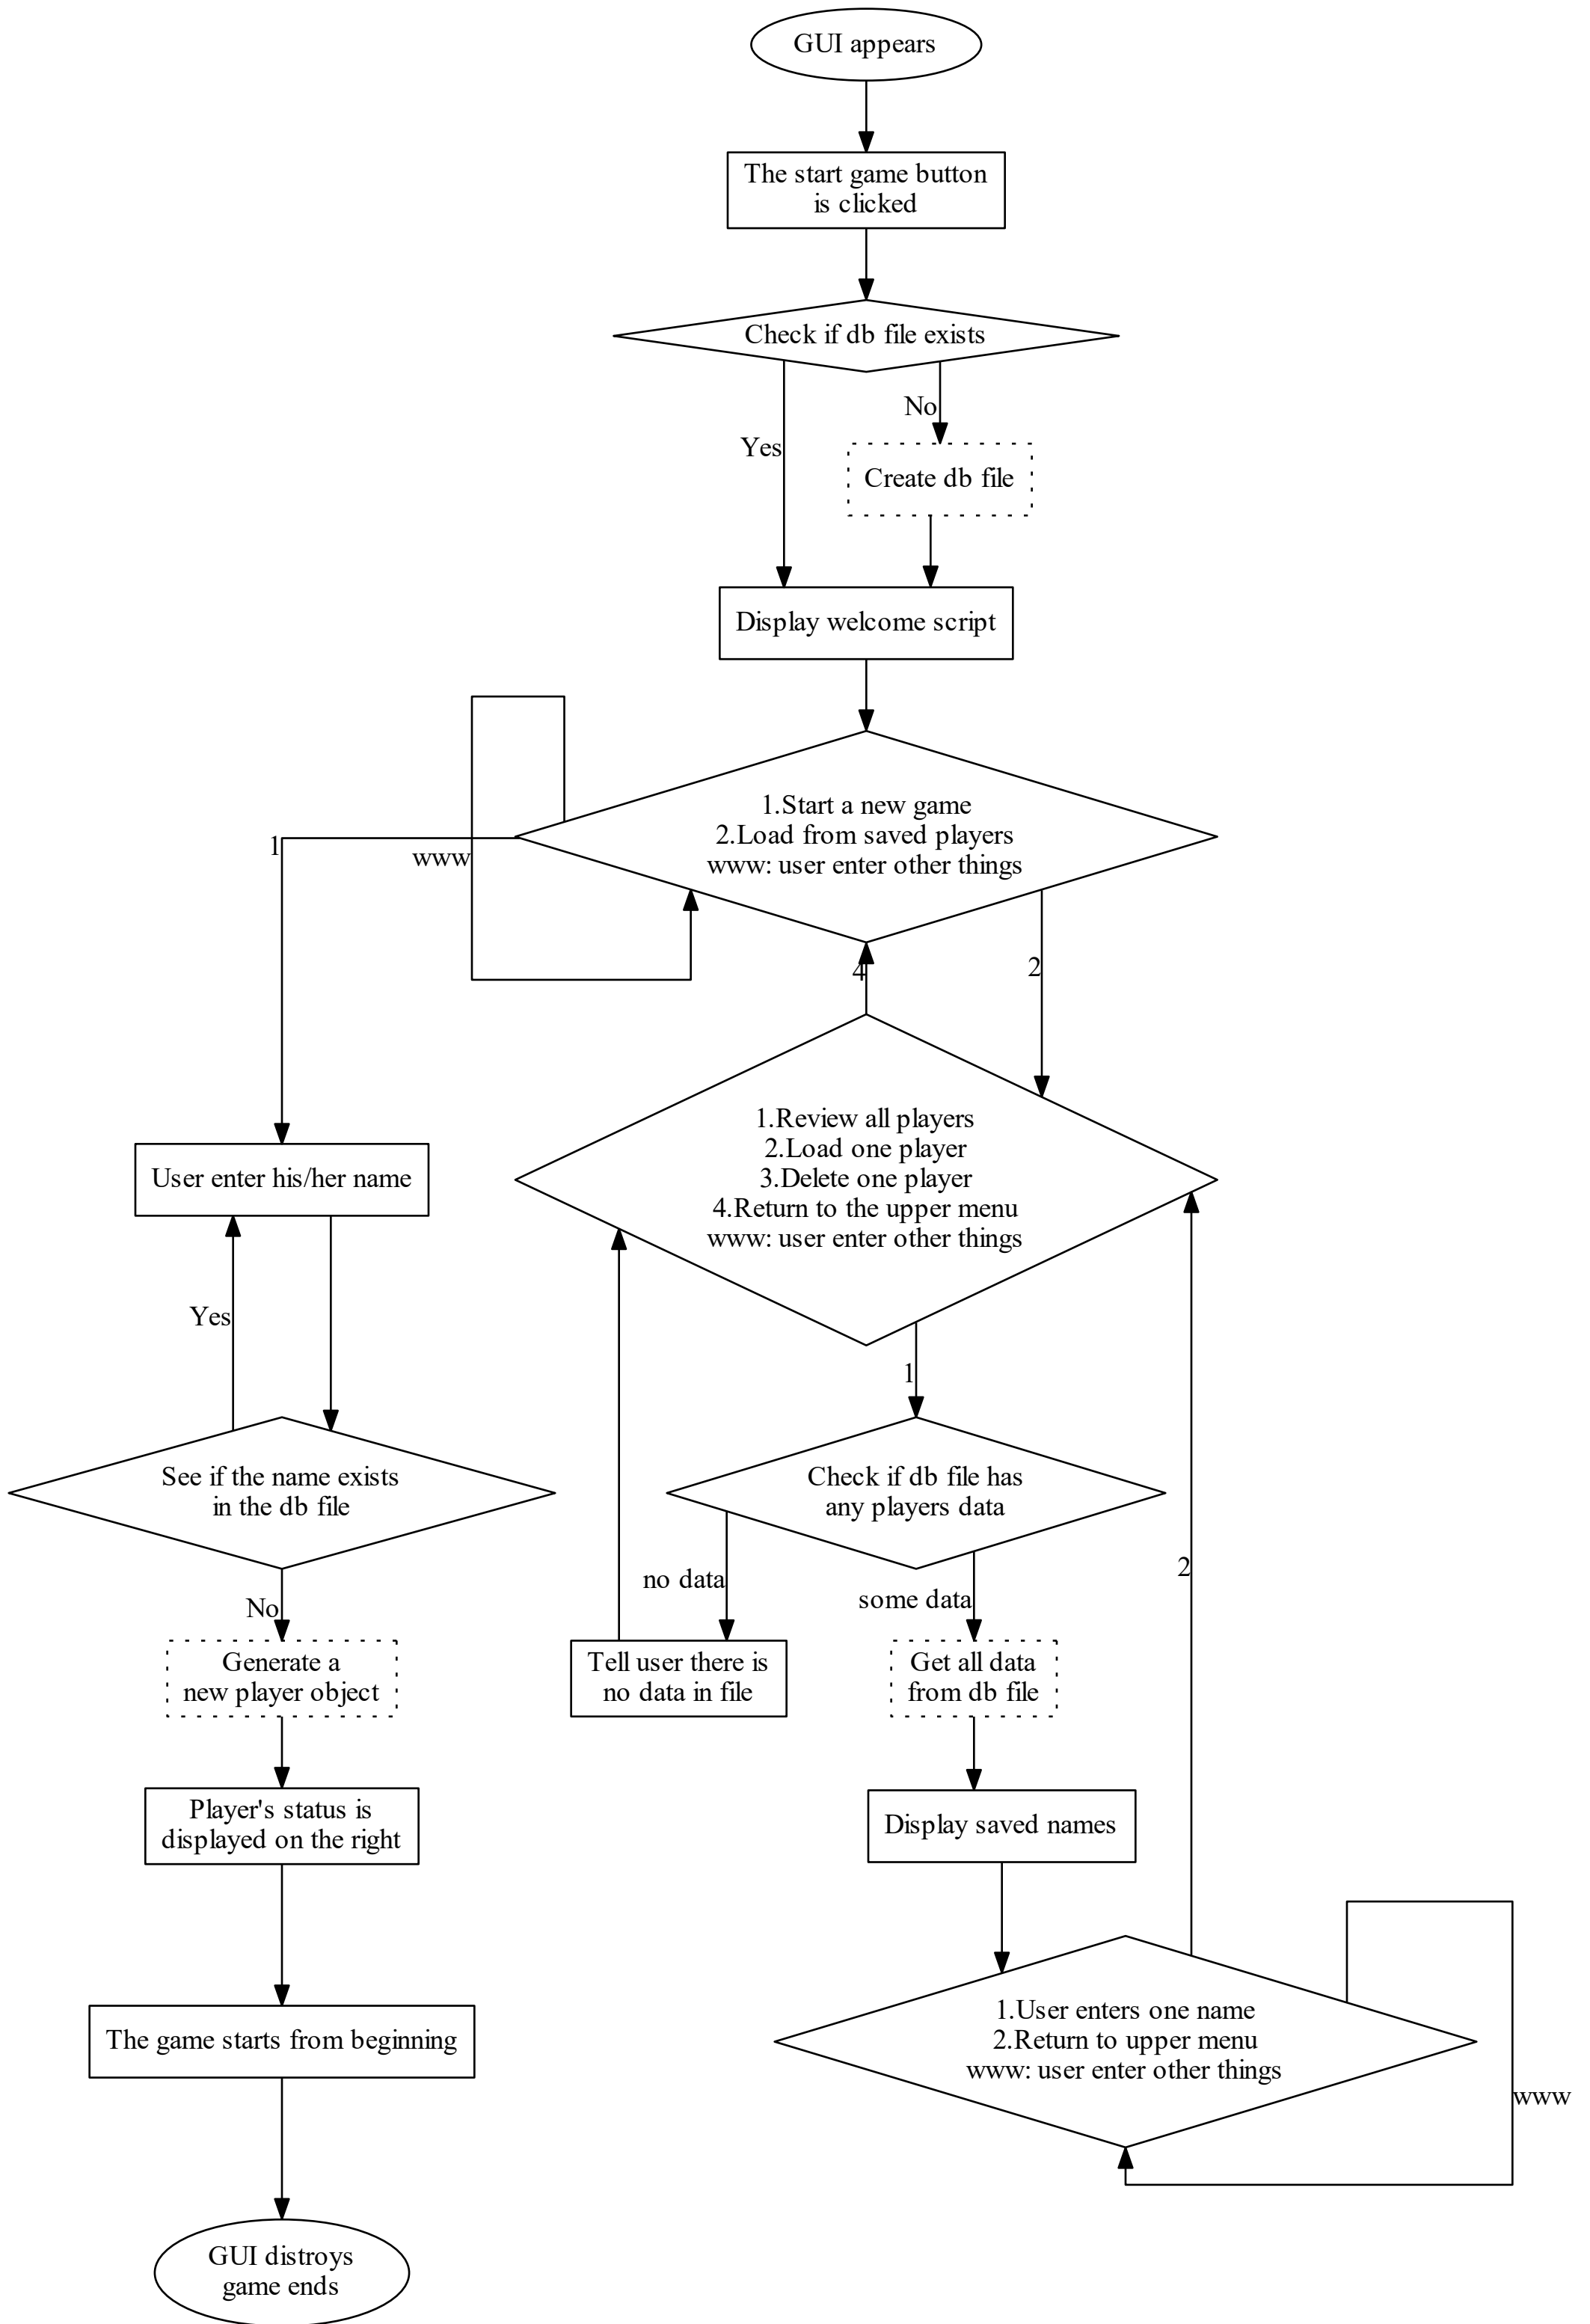 GUI appears
The start game button
is clicked
Check if db file exists
No
Yes
Create db file
Display welcome script
1.Start a new game
2.Load from saved players
www: user enter other things
1
www
4
2
1.Review all players
2.Load one player
3.Delete one player
4.Return to the upper menu
www: user enter other things
User enter his/her name
Yes
1
See if the name exists
in the db file
Check if db file has
any players data
2
no data
some data
No
Generate a
new player object
Tell user there is
no data in file
Get all data
from db file
Player's status is
displayed on the right
Display saved names
The game starts from beginning
1.User enters one name
2.Return to upper menu
www: user enter other things
www
GUI distroys
game ends